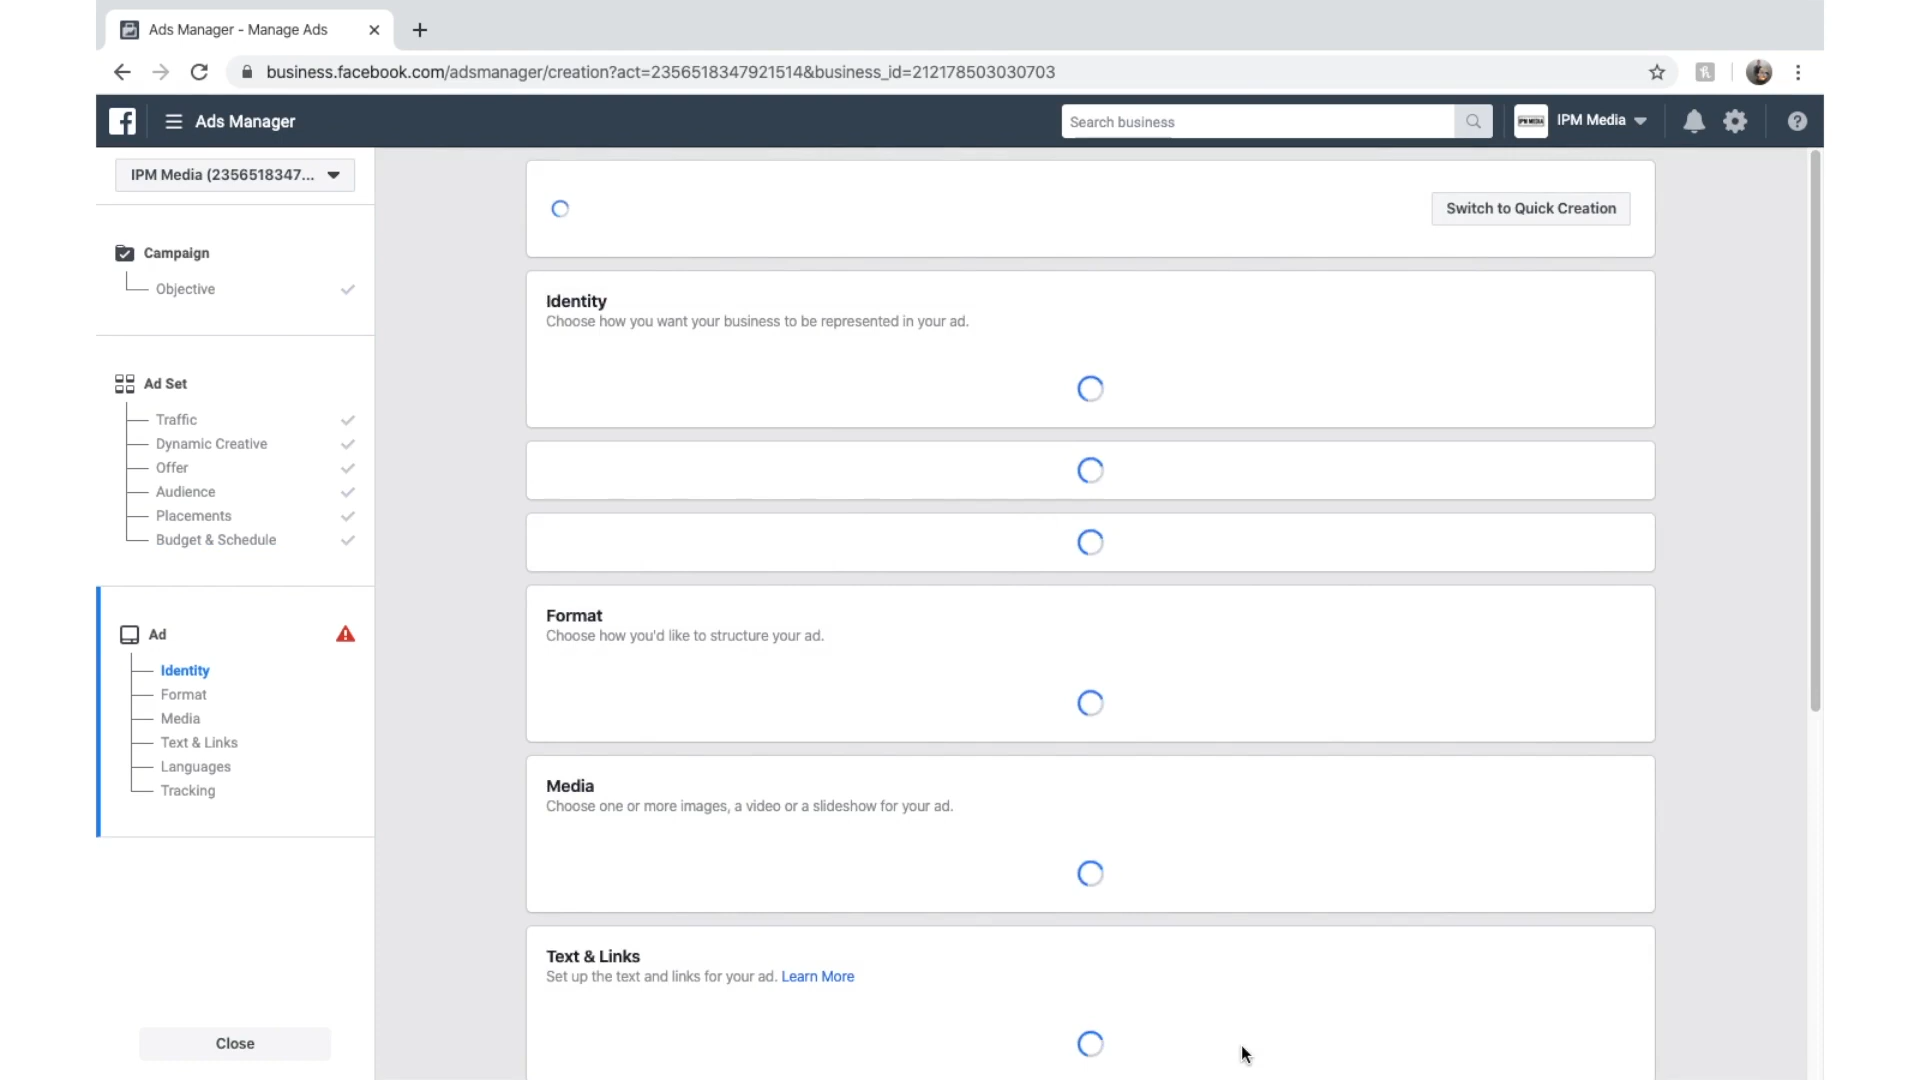 Ads Manager - Manage Ads
business.facebook.com/adsmanager/creation?act=2356518347921514&business_id=212178503030703
Ads Manager
Search business
IPM MEDIA
IPM Media
IPM Media (2356518347...
Switch to Quick Creation
Campaign
Objective
Ad Set
Traffic
Dynamic Creative
Offer
Audience
Placements
Budget & Schedule
Ad
Identity
Format
Media
Text & Links
Languages
Tracking
Close
Identity
Choose how you want your business to be represented in your ad.
Format
Choose how you'd like to structure your ad.
Media
Choose one or more images, a video or a slideshow for your ad.
Text & Links
Set up the text and links for your ad. Learn More